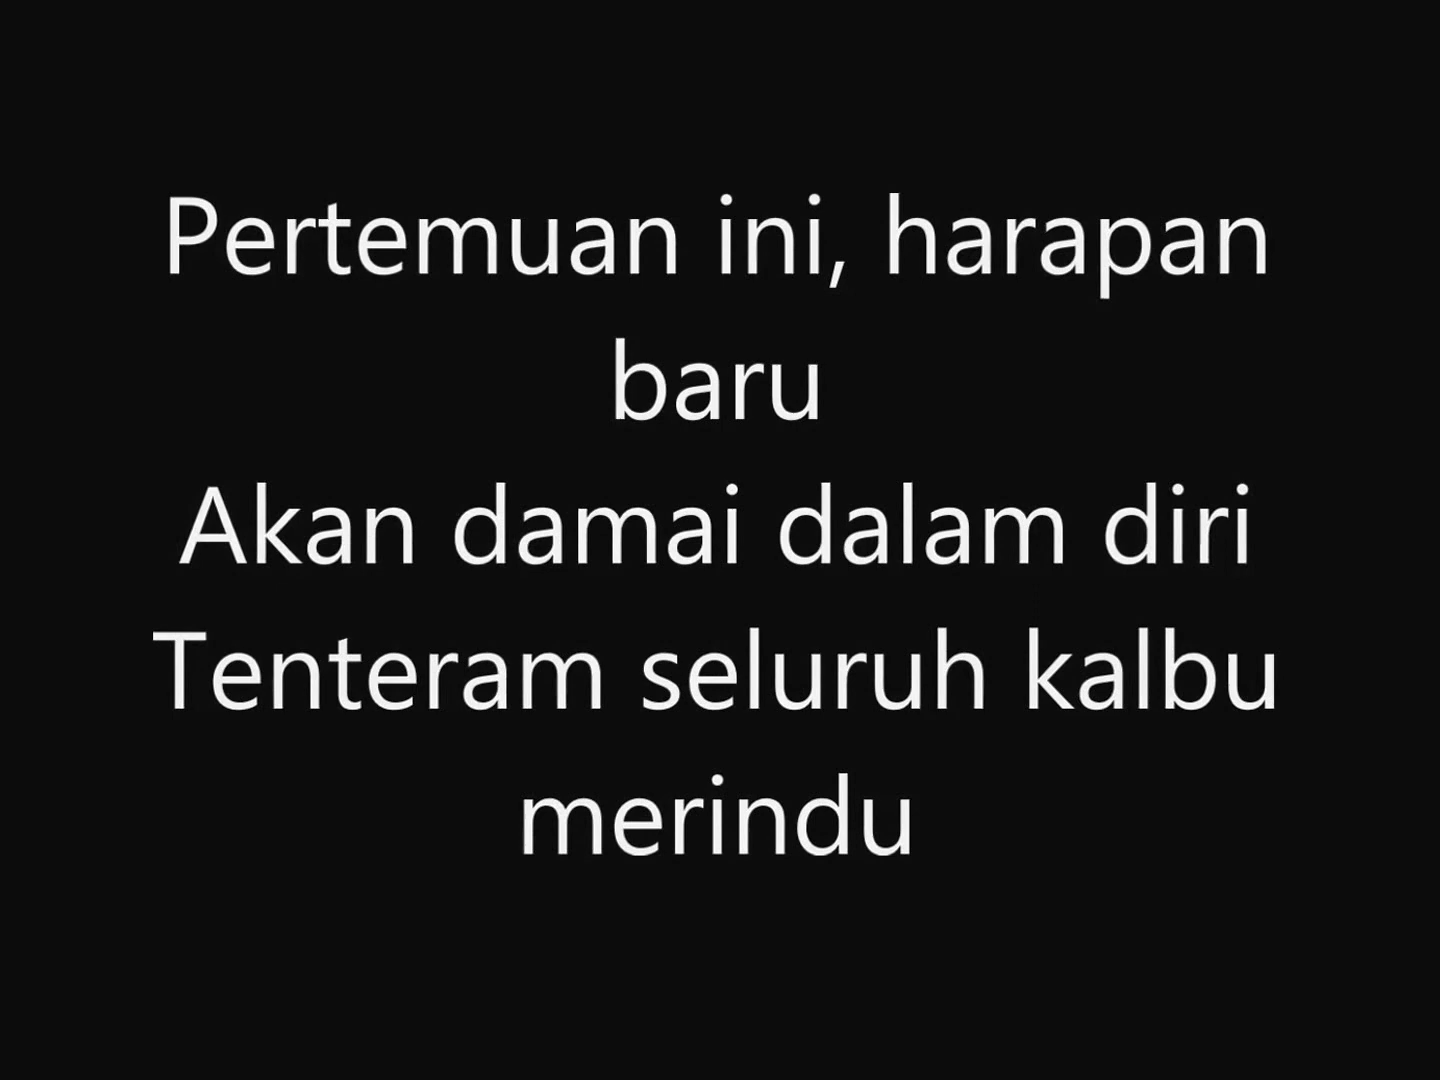 Pertemuan ini, harapan
baru
Akan damai dalam diri
Tenteram seluruh kalbu
merindu